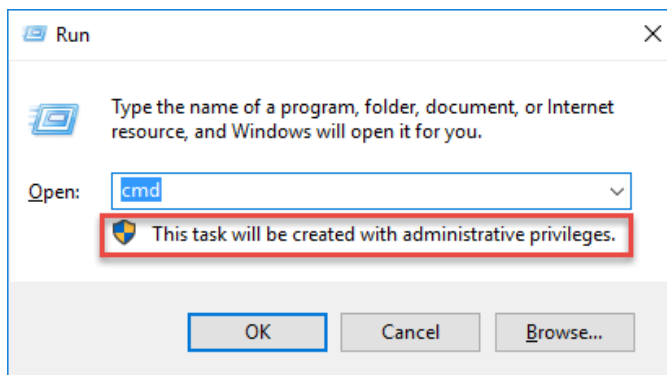 Run
Type the name of a program, folder, document, or Internet
resource, and Windows will open it for you.
Open: cmd
This task will be created with administrative privileges.
OK Cancel Browse...